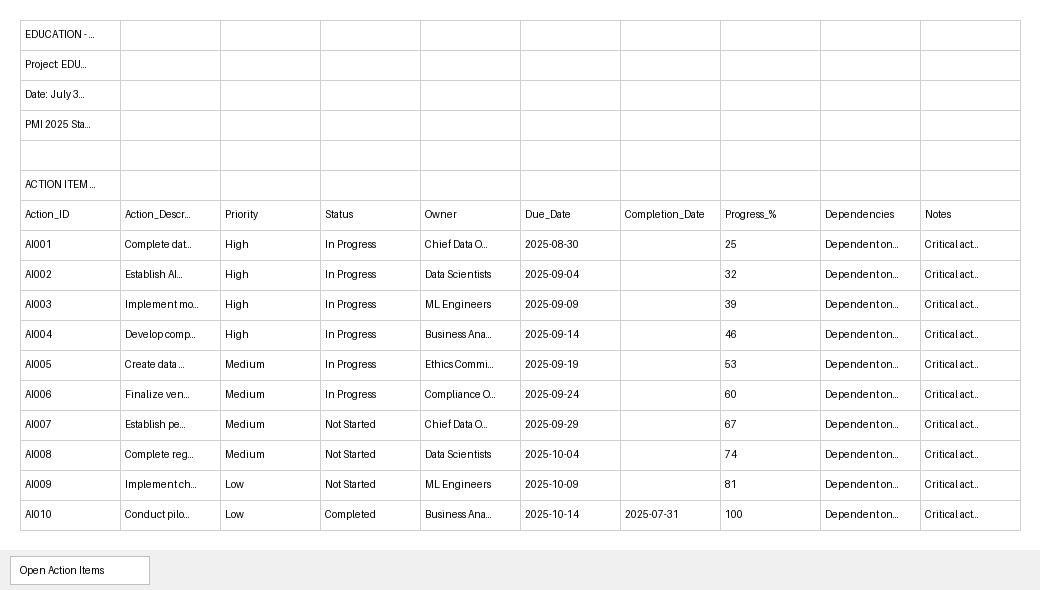 EDUCATION - ...
Project: EDU...
Date: July 3...
PMI 2025 Sta...
ACTION ITEM ...
Action_ID Action_Descr... Priority Status Owner Due_Date Completion_Date Progress_% Dependencies Notes
AI001 Complete dat... High In Progress Chief Data O... 2025-08-30 25 Dependent on... Critical act...
AI002 Establish AI... High In Progress Data Scientists 2025-09-04 32 Dependent on... Critical act...
AI003 Implement mo... High In Progress ML Engineers 2025-09-09 39 Dependent on... Critical act...
AI004 Develop comp... High In Progress Business Ana... 2025-09-14 46 Dependent on... Critical act...
AI005 Create data ... Medium In Progress Ethics Commi... 2025-09-19 53 Dependent on... Critical act...
AI006 Finalize ven... Medium In Progress Compliance O... 2025-09-24 60 Dependent on... Critical act...
AI007 Establish pe... Medium Not Started Chief Data O... 2025-09-29 67 Dependent on... Critical act...
AI008 Complete reg... Medium Not Started Data Scientists 2025-10-04 74 Dependent on... Critical act...
AI009 Implement ch... Low Not Started ML Engineers 2025-10-09 81 Dependent on... Critical act...
AI010 Conduct pilo... Low Completed Business Ana... 2025-10-14 2025-07-31 100 Dependent on... Critical act...
Open Action Items